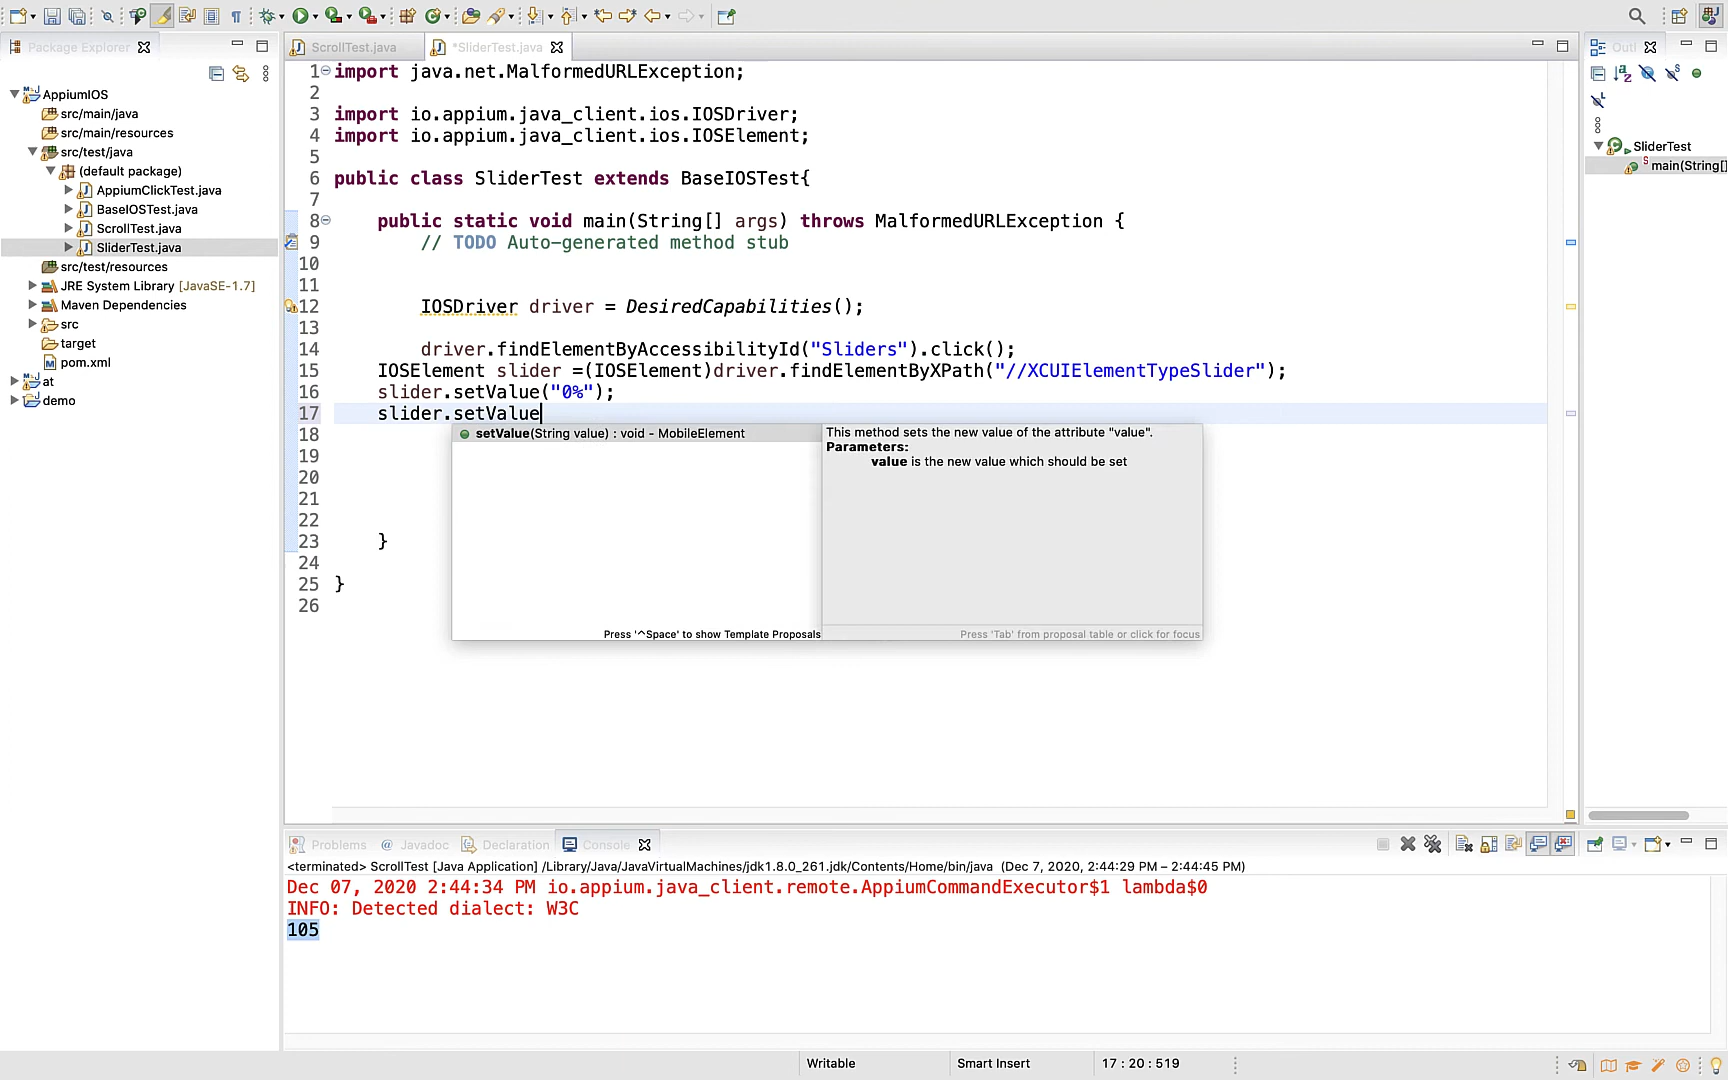 Package Explorer
AppiumIOS
src/main/java
src/main/resources
src/test/java
(default package)
AppiumClickTest.java
BaseIOSTest.java
ScrollTest.java
SliderTest.java
src/test/resources
JRE System Library [JavaSE-1.7]
Maven Dependencies
src
target
pom.xml
at
demo
ScrollTest.java
*SliderTest.java
1 import java.net.MalformedURLException;
2
3 import io.appium.java_client.ios.IOSDriver;
4 import io.appium.java_client.ios.IOSElement;
5
6 public class SliderTest extends BaseIOSTest{
7
8 public static void main(String[] args) throws MalformedURLException {
9 // TODO Auto-generated method stub
10
11
12 IOSDriver driver = DesiredCapabilities();
13
14 driver.findElementByAccessibilityId("Sliders").click();
15 IOSElement slider =(IOSElement)driver.findElementByXPath("//XCUIElementTypeSlider");
16 slider.setValue("0%");
17 slider.setValue
18
19
20
21
22
23 }
24
25 }
26
setValue(String value) : void - MobileElement
Press '^Space' to show Template Proposals
This method sets the new value of the attribute "value".
Parameters:
value is the new value which should be set
Press 'Tab' from proposal table or click for focus
Outl
SliderTest
main(String[]
Problems @ Javadoc Declaration Console
<terminated> ScrollTest [Java Application] /Library/Java/JavaVirtualMachines/jdk1.8.0_261.jdk/Contents/Home/bin/java (Dec 7, 2020, 2:44:29 PM – 2:44:45 PM)
Dec 07, 2020 2:44:34 PM io.appium.java_client.remote.AppiumCommandExecutor$1 lambda$0
INFO: Detected dialect: W3C
105
Writable
Smart Insert
17 : 20 : 519